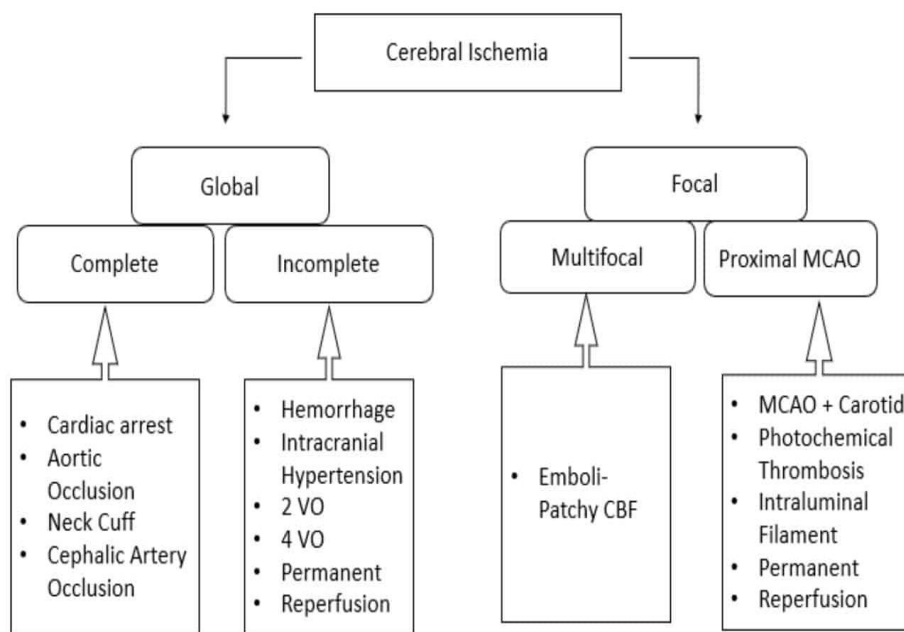 Cerebral Ischemia
Global
Focal
Complete
Incomplete
Multifocal
Proximal MCAO
• Cardiac arrest
• Aortic
Occlusion
• Neck Cuff
• Cephalic Artery
Occlusion
• Hemorrhage
• Intracranial
Hypertension
• 2 VO
• 4 VO
• Permanent
• Reperfusion
• Emboli-
Patchy CBF
• MCAO + Carotid
• Photochemical
Thrombosis
• Intraluminal
Filament
• Permanent
• Reperfusion